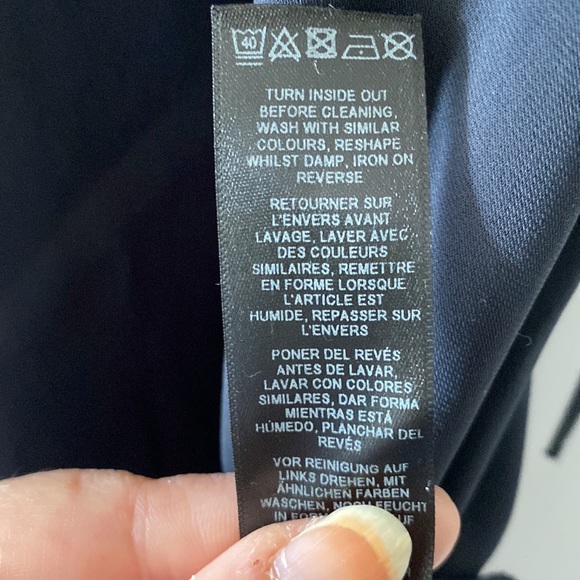 40
TURN INSIDE OUT
BEFORE CLEANING,
WASH WITH SIMILAR
COLOURS, RESHAPE
WHILST DAMP, IRON ON
REVERSE
RETOURNER SUR
L'ENVERS AVANT
LAVAGE, LAVER AVEC
DES COULEURS
SIMILAIRES, REMETTRE
EN FORME LORSQUE
L'ARTICLE EST
HUMIDE, REPASSER SUR
L'ENVERS
PONER DEL REVÉS
ANTES DE LAVAR,
LAVAR CON COLORES
SIMILARES, DAR FORMA
MIENTRAS ESTÁ
HÚMEDO, PLANCHAR DEL
REVÉS
VOR REINIGUNG AUF
LINKS DREHEN, MIT
ÄHNLICHEN FARBEN
WASCHEN, NOCH FEUCHT
IN